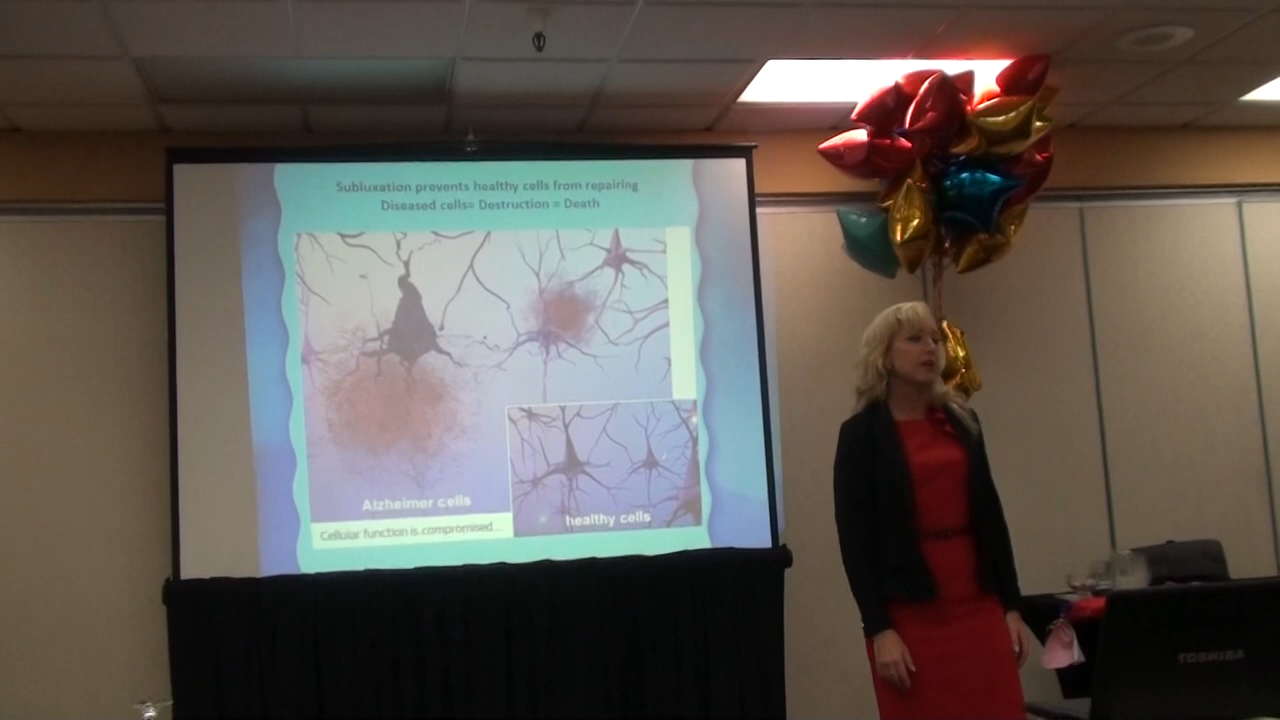 Subluxation prevents healthy cells from repairing
Diseased cells= Destruction = Death
Alzheimer cells
healthy cells
Cellular function is compromised...
TOSHIBA